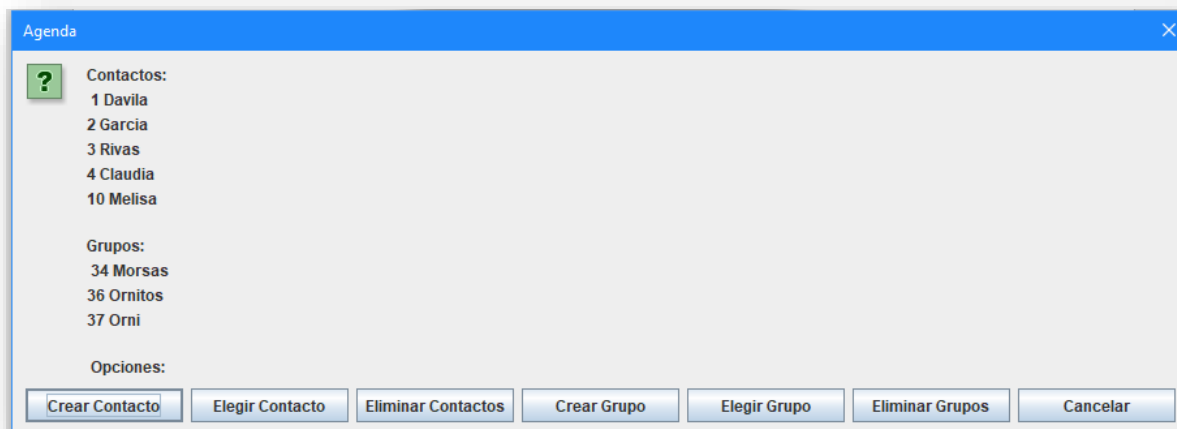 Agenda
Contactos:
1 Davila
2 Garcia
3 Rivas
4 Claudia
10 Melisa
Grupos:
34 Morsas
36 Ornitos
37 Orni
Opciones:
Crear Contacto Elegir Contacto Eliminar Contactos Crear Grupo Elegir Grupo Eliminar Grupos Cancelar